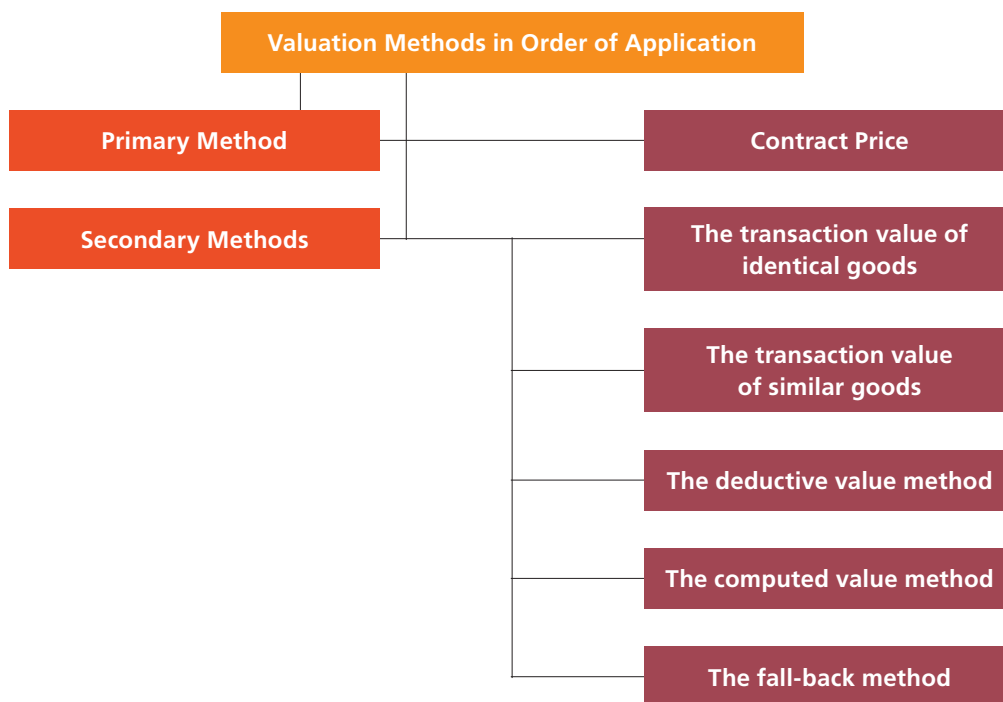 Valuation Methods in Order of Application
Primary Method
Contract Price
Secondary Methods
The transaction value of
identical goods
The transaction value
of similar goods
The deductive value method
The computed value method
The fall-back method